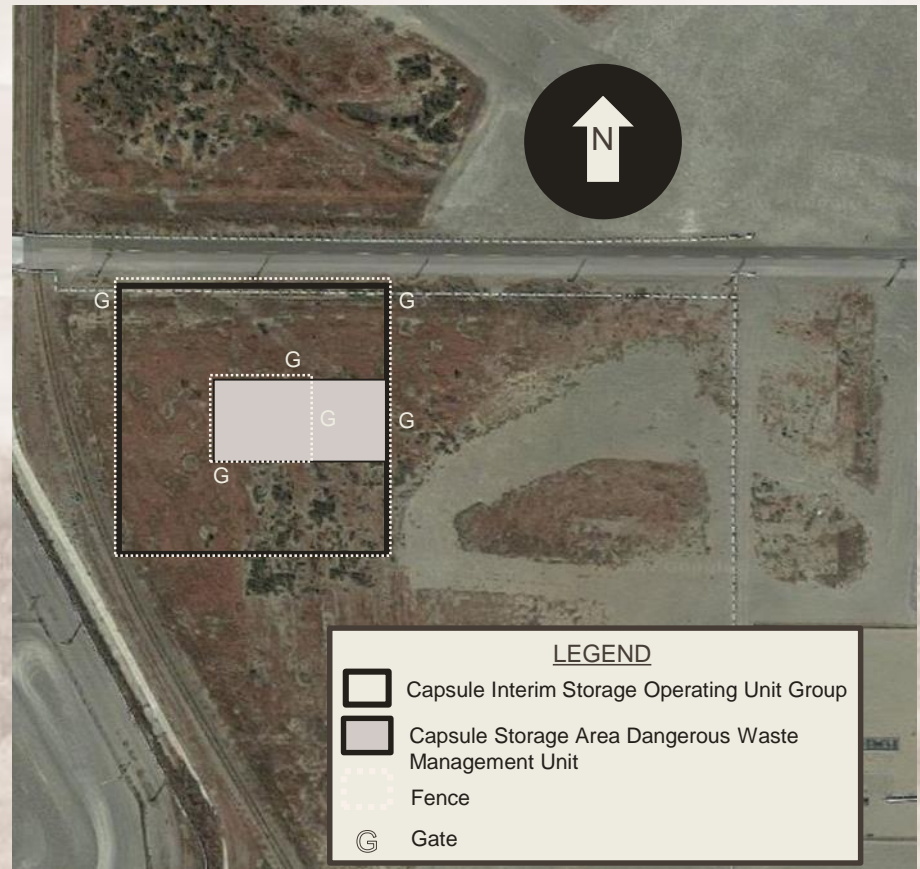 N
G
G
G
G
G
G
LEGEND
Capsule Interim Storage Operating Unit Group
Capsule Storage Area Dangerous Waste
Management Unit
Fence
G Gate